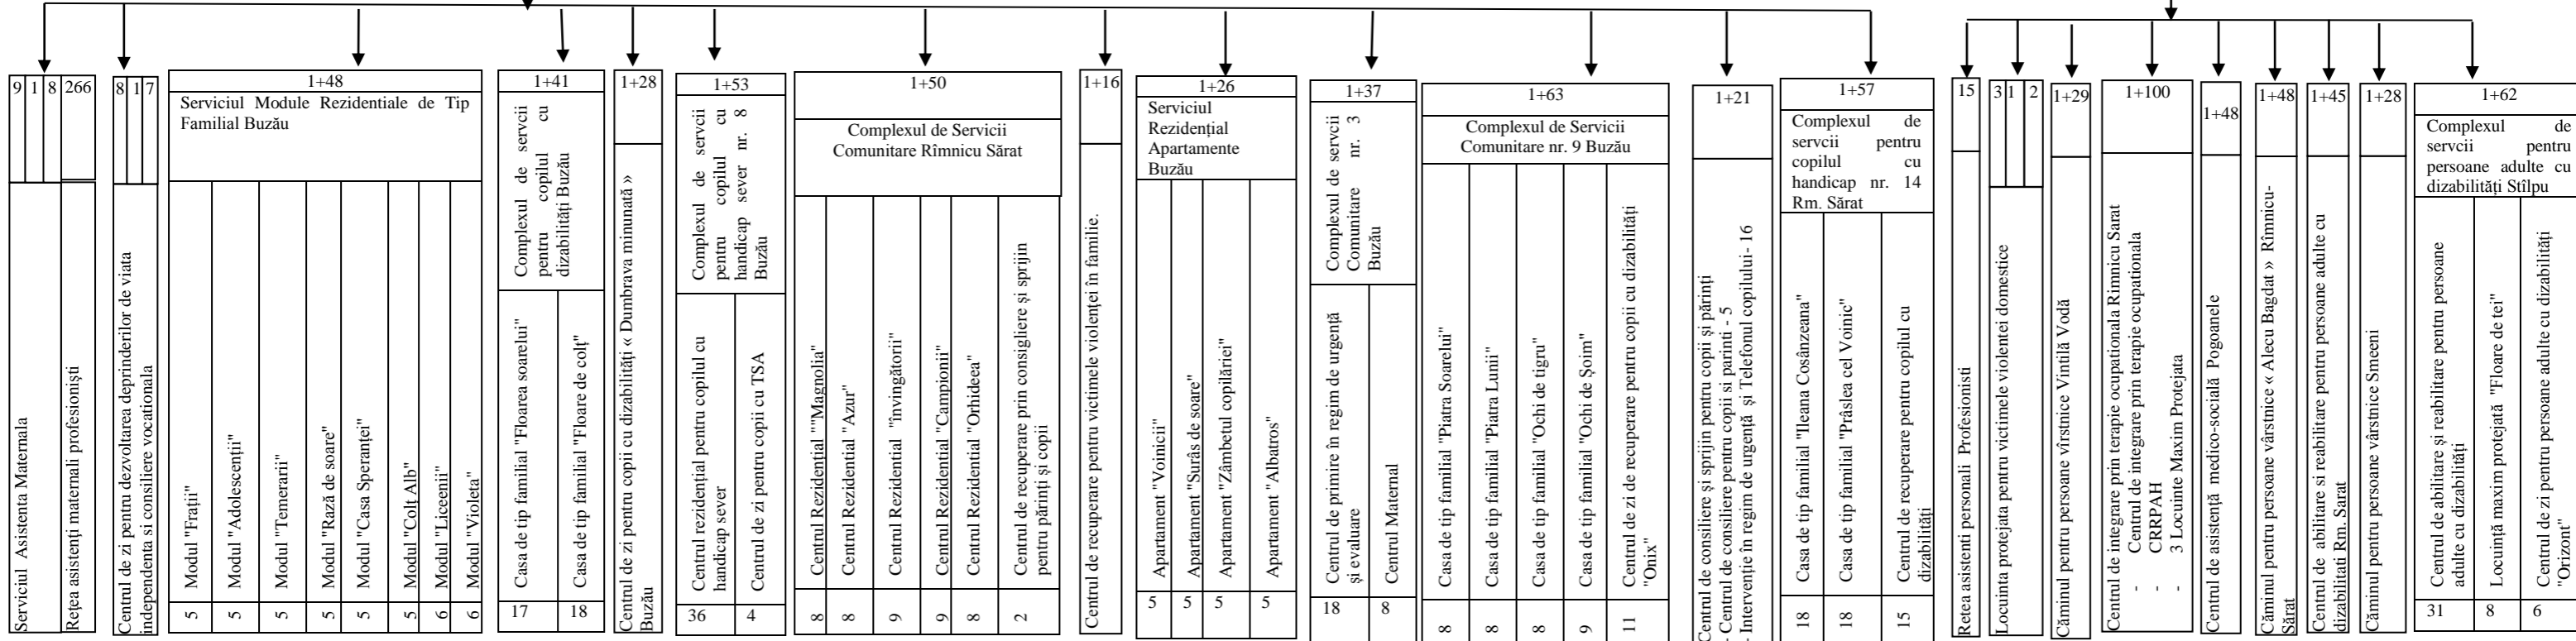 9 1 8 266
Serviciul Asistenta Maternala
Rețea asistenți maternali profesioniști
8 1 7
Centrul de zi pentru dezvoltarea deprinderilor de viata
independenta si consiliere vocationala
1+48
Serviciul Module Rezidentiale de Tip
Familial Buzău
Modul "Frații"
5
Modul "Adolescenții"
5
Modul "Temerarii"
5
Modul "Rază de soare"
5
Modul "Casa Speranței"
5
Modul "Colț Alb"
5
Modul "Liceenii"
6
Modul "Violeta"
6
1+41
Complexul de servcii
pentru copilul cu
dizabilități Buzău
Casa de tip familial "Floarea soarelui"
17
Casa de tip familial "Floare de colț"
18
1+28
Centrul de zi pentru copii cu dizabilități « Dumbrava minunată »
Buzău
1+53
Complexul de servcii
pentru copilul cu
handicap sever nr. 8
Buzău
Centrul rezidențial pentru copilul cu
handicap sever
36
Centrul de zi pentru copii cu TSA
4
1+50
Complexul de Servicii
Comunitare Rîmnicu Sărat
Centrul Rezidențial ""Magnolia"
8
Centrul Rezidential "Azur"
8
Centrul Rezidential "învingătorii"
9
Centrul Rezidential "Campionii"
9
Centrul Rezidential "Orhideea"
8
Centrul de recuperare prin consigliere și sprijin
pentru părinți și copii
2
1+16
Centrul de recuperare pentru victimele violenței în familie.
1+26
Serviciul
Rezidențial
Apartamente
Buzău
Apartament "Voinicii"
5
Apartament "Surâs de soare"
5
Apartament "Zâmbetul copilăriei"
5
Apartament "Albatros"
5
1+37
Complexul de servcii
Comunitare nr. 3
Buzău
Centrul de primire în regim de urgență
și evaluare
18
Centrul Maternal
8
1+63
Complexul de Servicii
Comunitare nr. 9 Buzău
Casa de tip familial "Piatra Soarelui"
8
Casa de tip familial "Piatra Lunii"
8
Casa de tip familial "Ochi de tigru"
8
Casa de tip familial "Ochi de Șoim"
9
Centrul de zi de recuperare pentru copii cu dizabilități
"Onix"
11
1+21
Centrul de consiliere și sprijin pentru copii și părinți
- Centrul de consiliere pentru copii si parinti - 5
- Intervenție în regim de urgență și Telefonul copilului- 16
1+57
Complexul de
servcii pentru
copilul cu
handicap nr. 14
Rm. Sărat
Casa de tip familial "Ileana Cosânzeana"
18
Casa de tip familial "Prâslea cel Voinic"
18
Centrul de recuperare pentru copilul cu
dizabilități
15
15
Retea asistenti personali Profesionisti
3 1 2
Locuinta protejata pentru victimele violentei domestice
1+29
Căminul pentru persoane vîrstnice Vintilă Vodă
1+100
Centrul de integrare prin terapie ocupationala Rimnicu Sarat
- Centrul de integrare prin terapie ocupationala
- CRRPAH
- 3 Locuinte Maxim Protejata
1+48
Centrul de asistență medico-socială Pogoanele
1+48
Căminul pentru persoane vârstnice « Alecu Bagdat » Rîmnicu-
Sărat
1+45
Centrul de abilitare si reabilitare pentru persoane adulte cu
dizabilitati Rm. Sarat
1+28
Căminul pentru persoane vârstnice Smeeni
1+62
Complexul de
servcii pentru
persoane adulte cu
dizabilități Stîlpu
Centrul de abilitare și reabilitare pentru persoane
adulte cu dizabilități
31
Locuință maxim protejată "Floare de tei"
8
Centrul de zi pentru persoane adulte cu dizabilități
"Orizont"
6